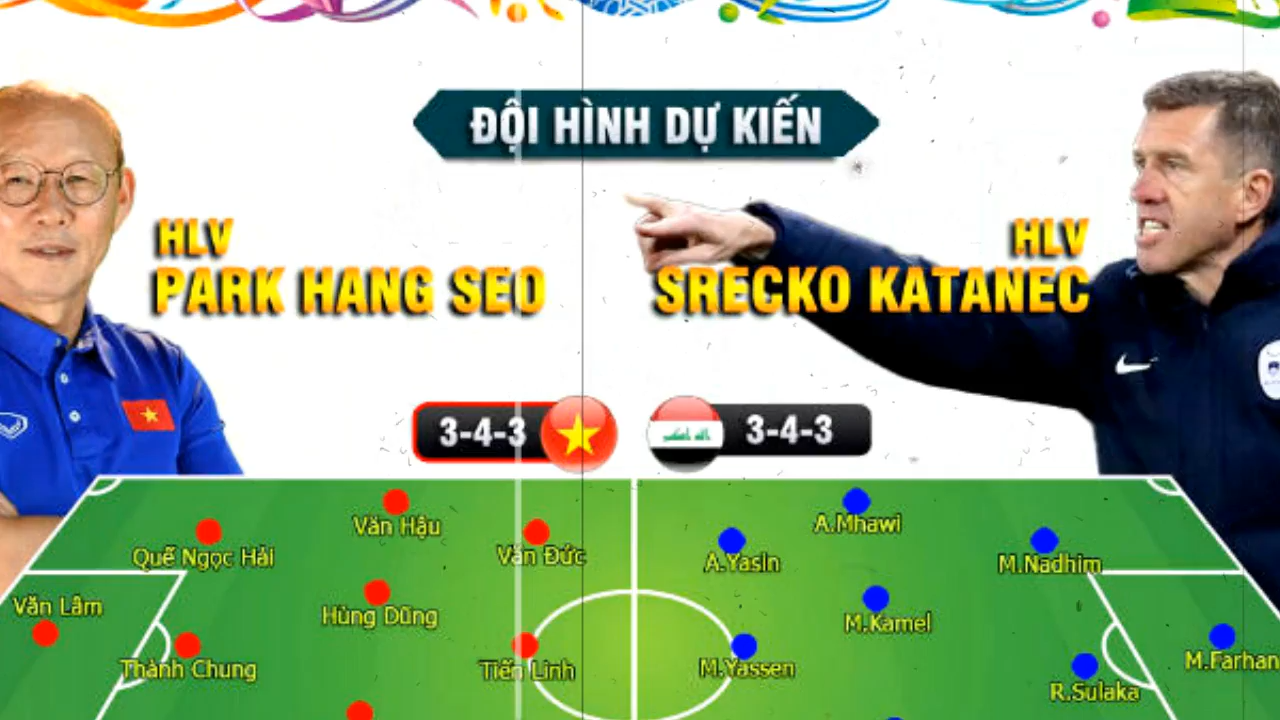 ĐỘI HÌNH DỰ KIẾN
HLV
PARK HANG SEO
HLV
SRECKO KATANEC
3-4-3
3-4-3
Văn Hậu
A.Mhawi
Quế Ngọc Hải
Văn Đức
A.Yasin
M.Nadhim
Văn Lâm
Hùng Dũng
M.Kamel
Thành Chung
Tiến Linh
M.Yassen
M.Farhan
R.Sulaka